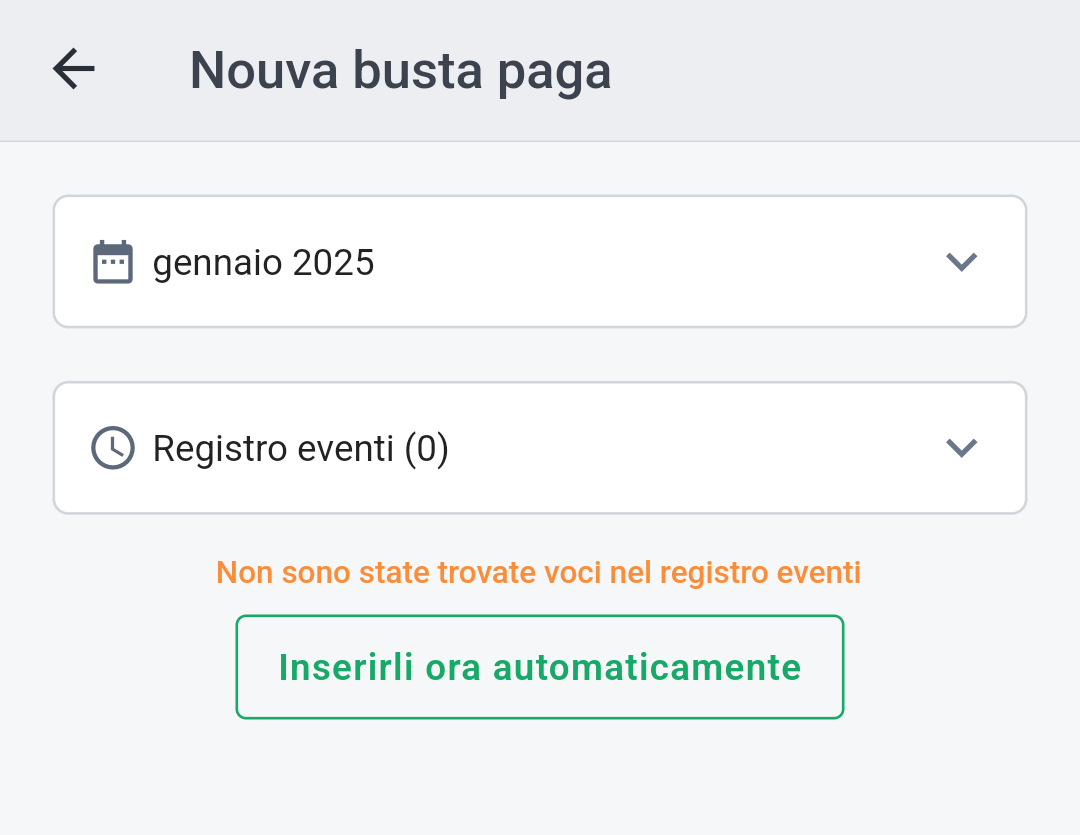 Nouva busta paga
gennaio 2025
Registro eventi (0)
Non sono state trovate voci nel registro eventi
Inserirli ora automaticamente